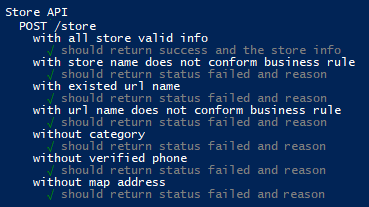 Store API
POST /store
with all store valid info
√ should return success and the store info
with store name does not conform business rule
√ should return status failed and reason
with existed url name
√ should return status failed and reason
with url name does not conform business rule
√ should return status failed and reason
without category
√ should return status failed and reason
without verified phone
√ should return status failed and reason
without map address
√ should return status failed and reason